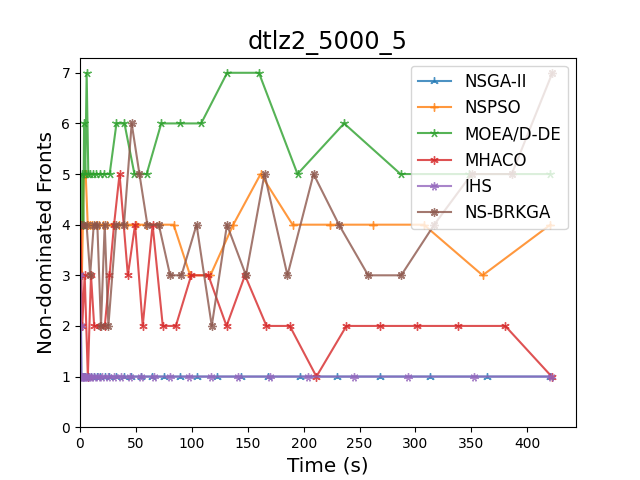 dtlz2_5000_5
Non-dominated Fronts
7
6
5
4
3
2
1
0
NSGA-II
NSPSO
MOEA/D-DE
MHACO
IHS
NS-BRKGA
0 50 100 150 200 250 300 350 400
Time (s)